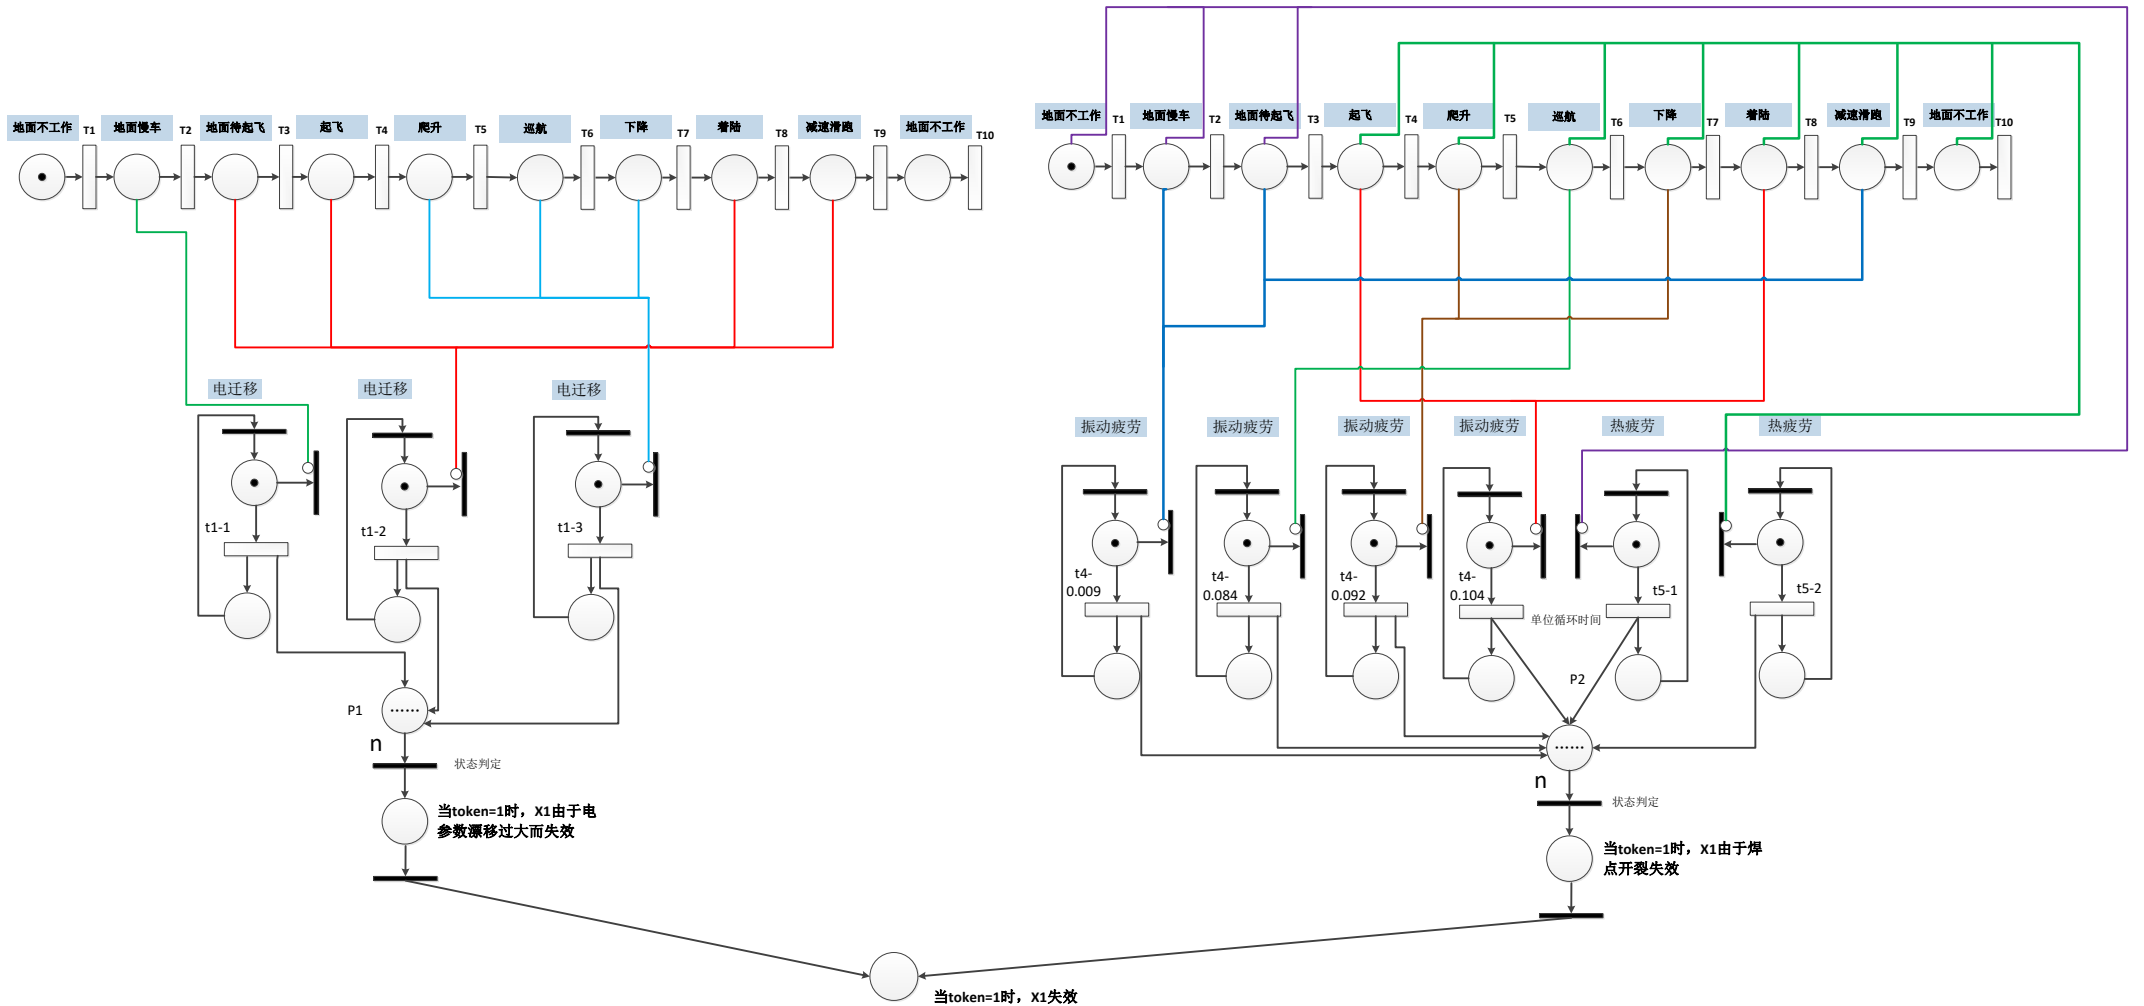 地面不工作
T1
地面慢车
T2
地面待起飞
T3
起飞
T4
爬升
T5
巡航
T6
下降
T7
着陆
T8
减速滑跑
T9
地面不工作
T10
电迁移
电迁移
电迁移
t1-1
t1-2
t1-3
P1
......
n
状态判定
当token=1时，X1由于电
参数漂移过大而失效
地面不工作
T1
地面慢车
T2
地面待起飞
T3
起飞
T4
爬升
T5
巡航
T6
下降
T7
着陆
T8
减速滑跑
T9
地面不工作
T10
振动疲劳
振动疲劳
振动疲劳
振动疲劳
热疲劳
热疲劳
t4-
0.009
t4-
0.084
t4-
0.092
t4-
0.104
单位循环时间
t5-1
t5-2
P2
......
n
状态判定
当token=1时，X1由于焊
点开裂失效
当token=1时，X1失效